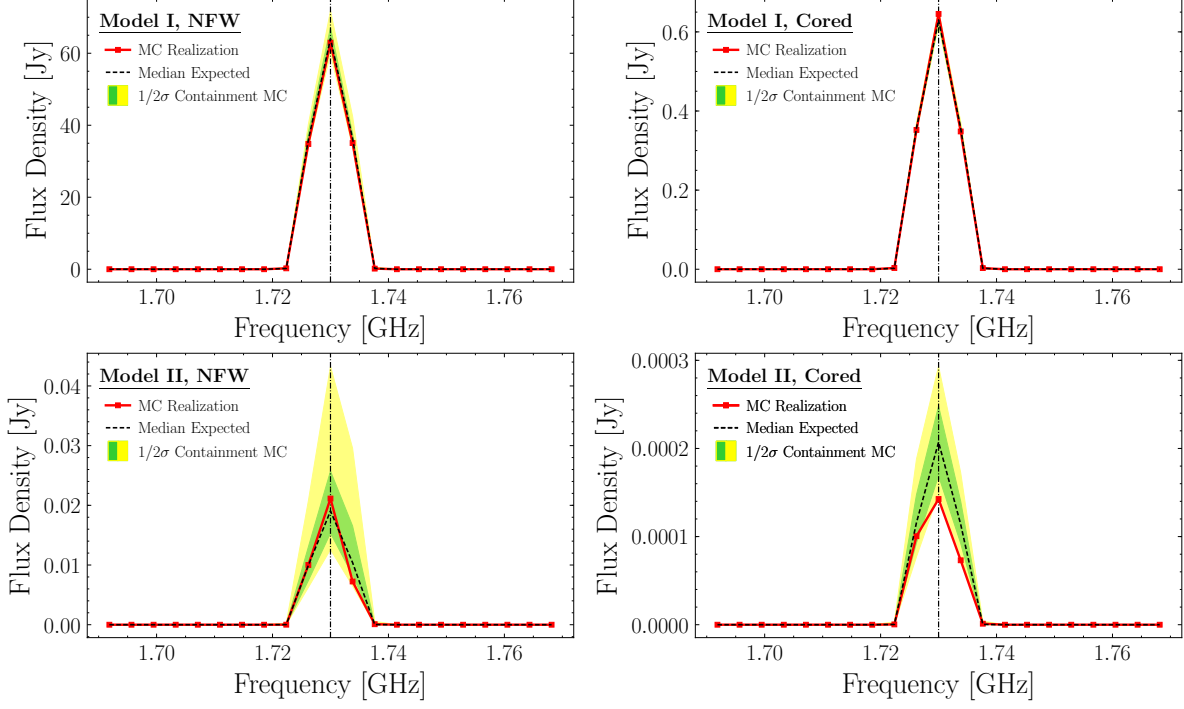 Model I, NFW
MC Realization
Median Expected
1/2σ Containment MC
Flux Density [Jy]
60
40
20
0
1.70
1.72
1.74
1.76
Frequency [GHz]
Model I, Cored
MC Realization
Median Expected
1/2σ Containment MC
Flux Density [Jy]
0.6
0.4
0.2
0.0
1.70
1.72
1.74
1.76
Frequency [GHz]
Model II, NFW
MC Realization
Median Expected
1/2σ Containment MC
Flux Density [Jy]
0.04
0.03
0.02
0.01
0.00
1.70
1.72
1.74
1.76
Frequency [GHz]
Model II, Cored
MC Realization
Median Expected
1/2σ Containment MC
Flux Density [Jy]
0.0003
0.0002
0.0001
0.0000
1.70
1.72
1.74
1.76
Frequency [GHz]